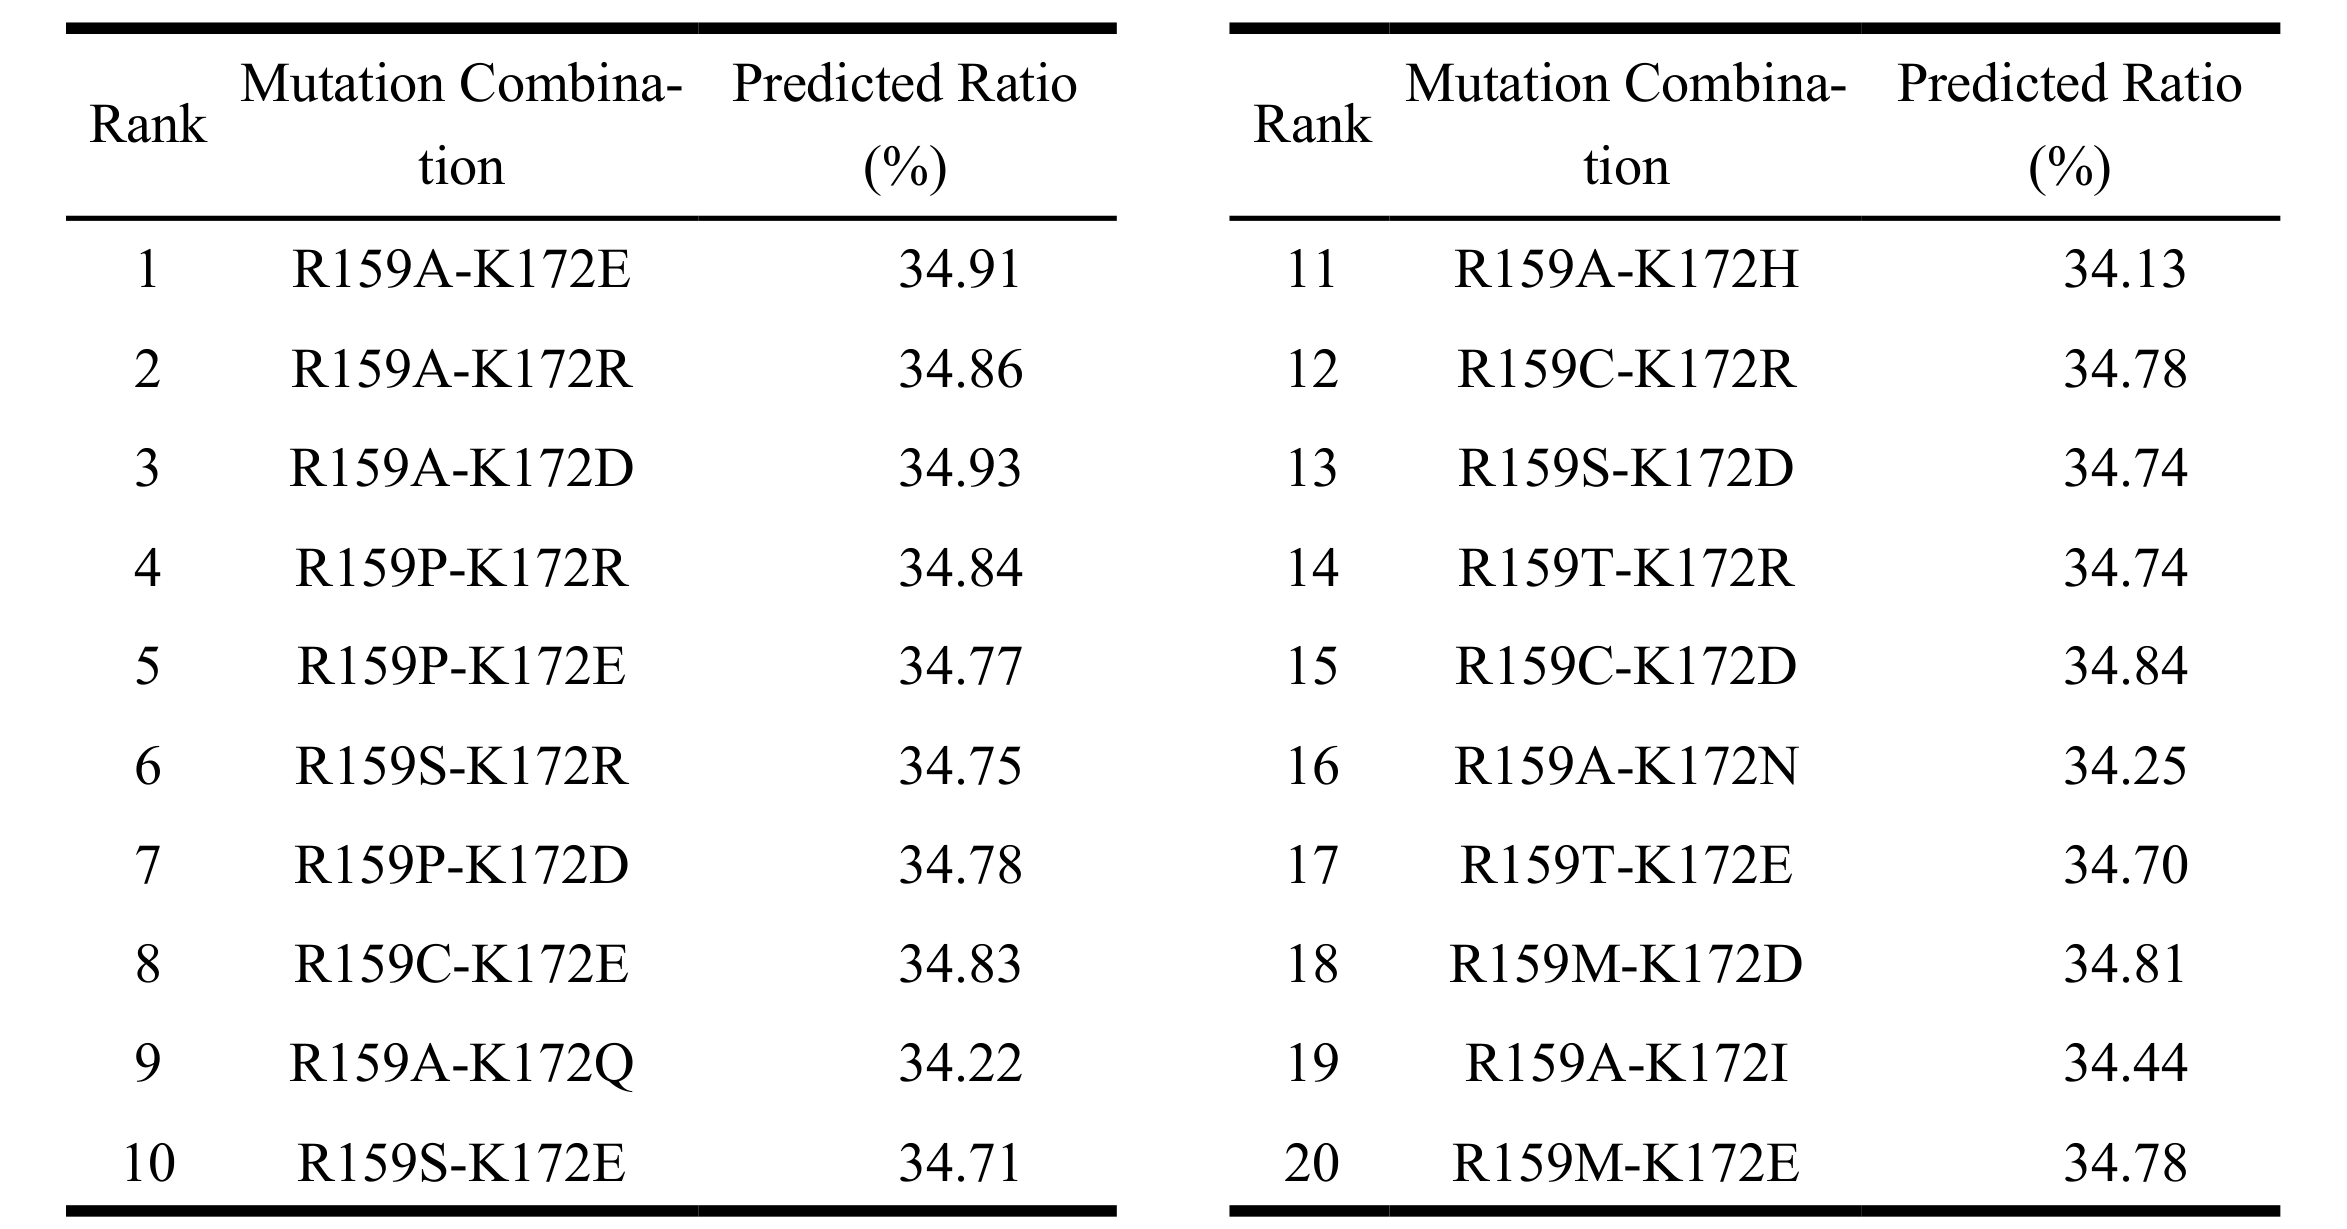 Rank Mutation Combina-
tion Predicted Ratio
(%)
1 R159A-K172E 34.91
2 R159A-K172R 34.86
3 R159A-K172D 34.93
4 R159P-K172R 34.84
5 R159P-K172E 34.77
6 R159S-K172R 34.75
7 R159P-K172D 34.78
8 R159C-K172E 34.83
9 R159A-K172Q 34.22
10 R159S-K172E 34.71
Rank Mutation Combina-
tion Predicted Ratio
(%)
11 R159A-K172H 34.13
12 R159C-K172R 34.78
13 R159S-K172D 34.74
14 R159T-K172R 34.74
15 R159C-K172D 34.84
16 R159A-K172N 34.25
17 R159T-K172E 34.70
18 R159M-K172D 34.81
19 R159A-K172I 34.44
20 R159M-K172E 34.78